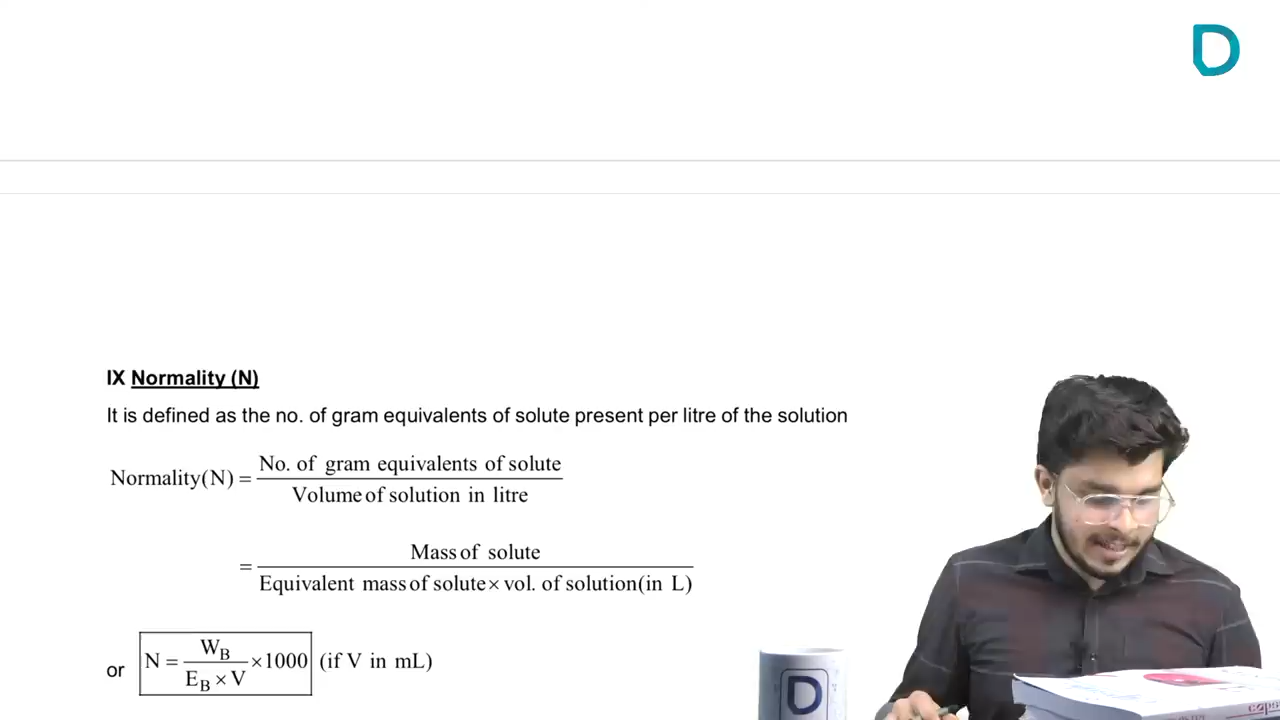 D
IX Normality (N)
It is defined as the no. of gram equivalents of solute present per litre of the solution
Normality(N) = No. of gram equivalents of solute / Volume of solution in litre
= Mass of solute / Equivalent mass of solute × vol. of solution(in L)
or N = W_B / E_B × V ×1000 (if V in mL)
D